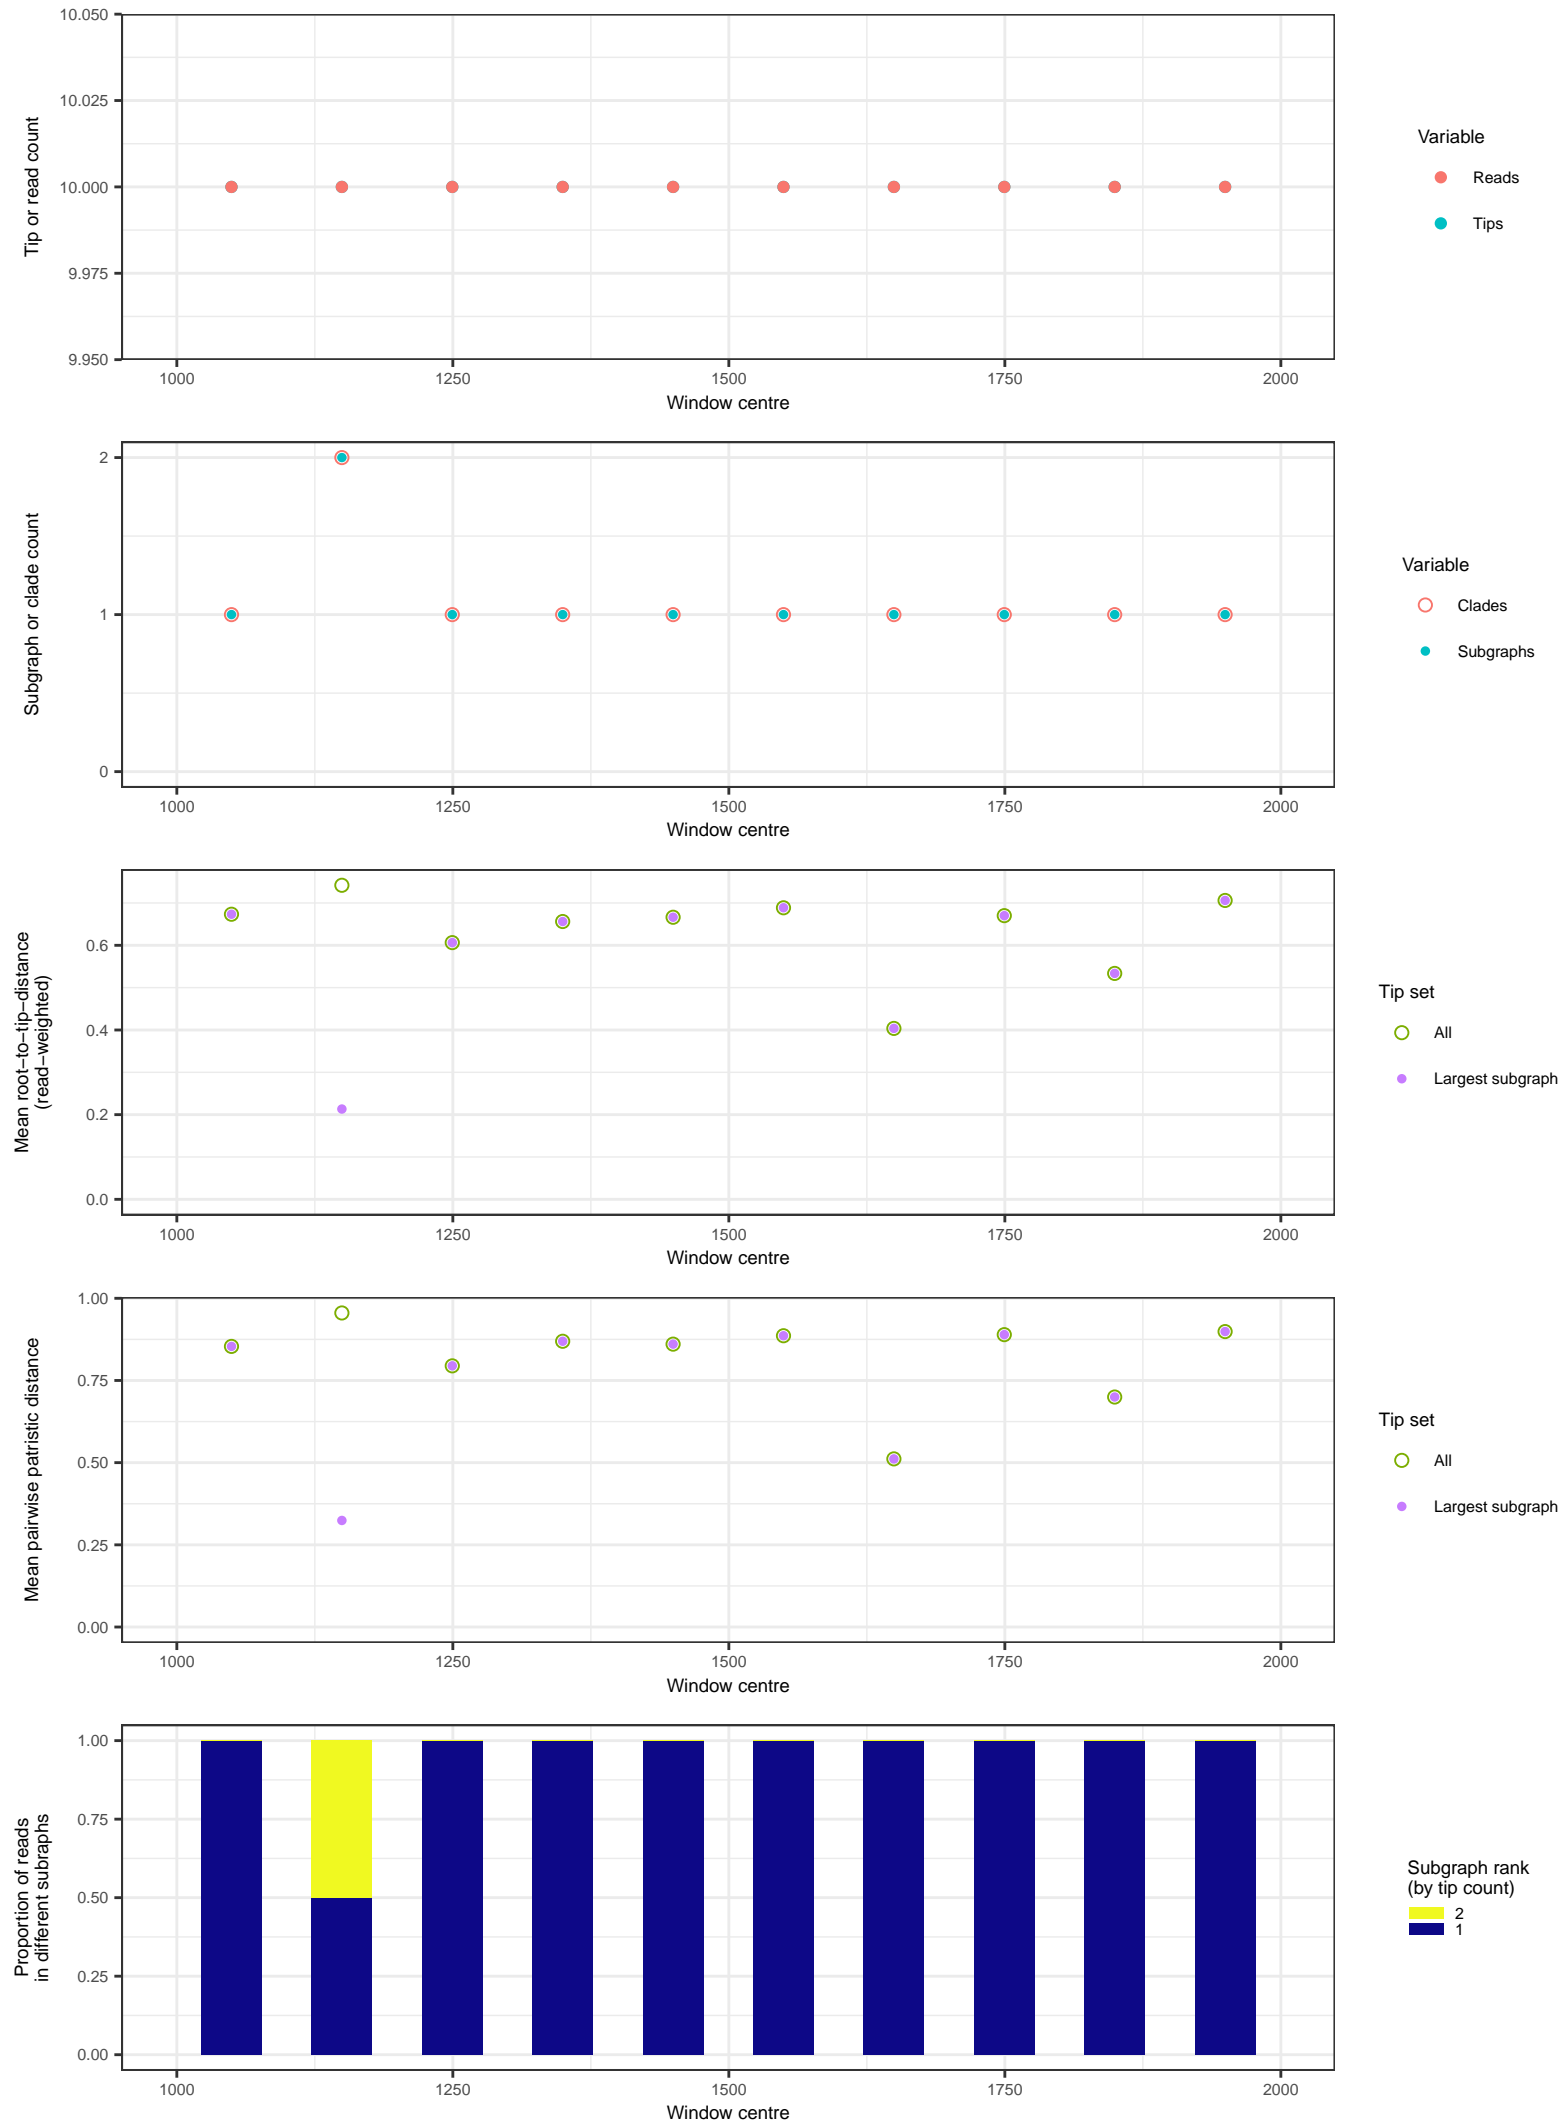 10.050
10.025
10.000
9.975
9.950
Tip or read count
1000 1250 1500 1750 2000
Window centre
Variable
Reads
Tips
2
1
0
Subgraph or clade count
1000 1250 1500 1750 2000
Window centre
Variable
Clades
Subgraphs
0.6
0.4
0.2
0.0
Mean root−to−tip−distance
(read−weighted)
1000 1250 1500 1750 2000
Window centre
Tip set
All
Largest subgraph
1.00
0.75
0.50
0.25
0.00
Mean pairwise patristic distance
1000 1250 1500 1750 2000
Window centre
Tip set
All
Largest subgraph
1.00
0.75
0.50
0.25
0.00
Proportion of reads
in different subraphs
1000 1250 1500 1750 2000
Window centre
Subgraph rank
(by tip count)
2
1